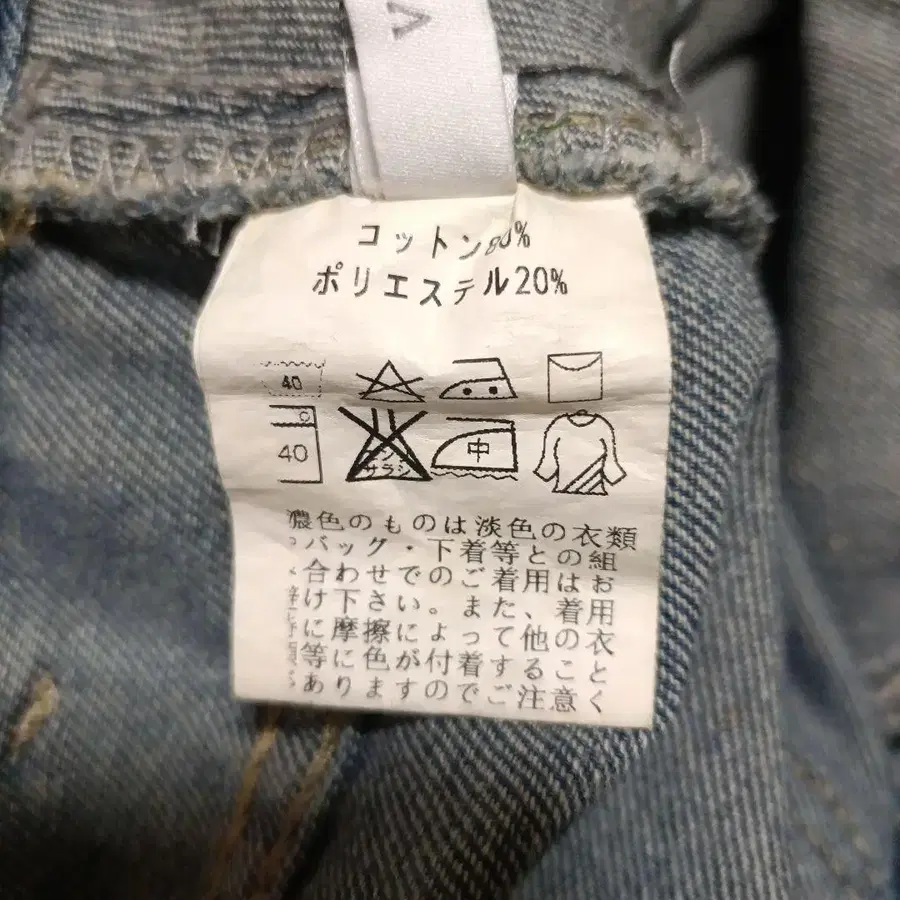 V
コットン80%
ポリエステル20%
40
40
サラシ
中
濃色のものは淡色の衣類
バッグ・下着等との組
合わせでのご着用はお
け下さい。また、着用
に摩擦によって他の衣
等に色が付着すること
ありますのでご注意く